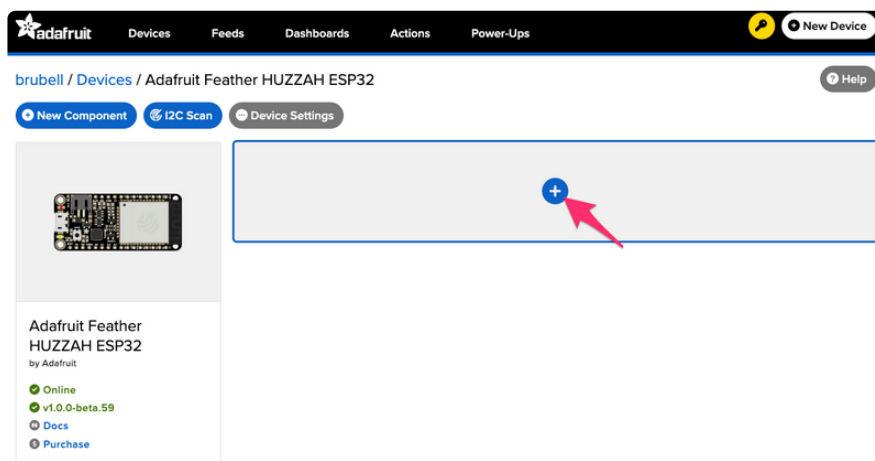 adafruit Devices Feeds Dashboards Actions Power-Ups New Device
brubell / Devices / Adafruit Feather HUZZAH ESP32 Help
New Component I2C Scan Device Settings
Adafruit Feather
HUZZAH ESP32
by Adafruit
Online
v1.0.0-beta.59
Docs
Purchase